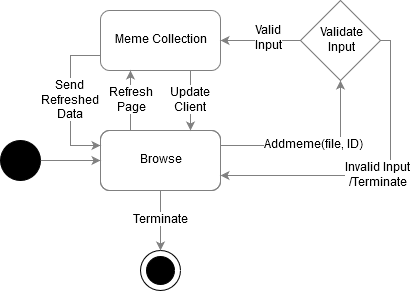 Meme Collection
Valid
Input
Validate
Input
Send
Refreshed
Data
Refresh
Page
Update
Client
Browse
Addmeme(file, ID)
Invalid Input
/Terminate
Terminate